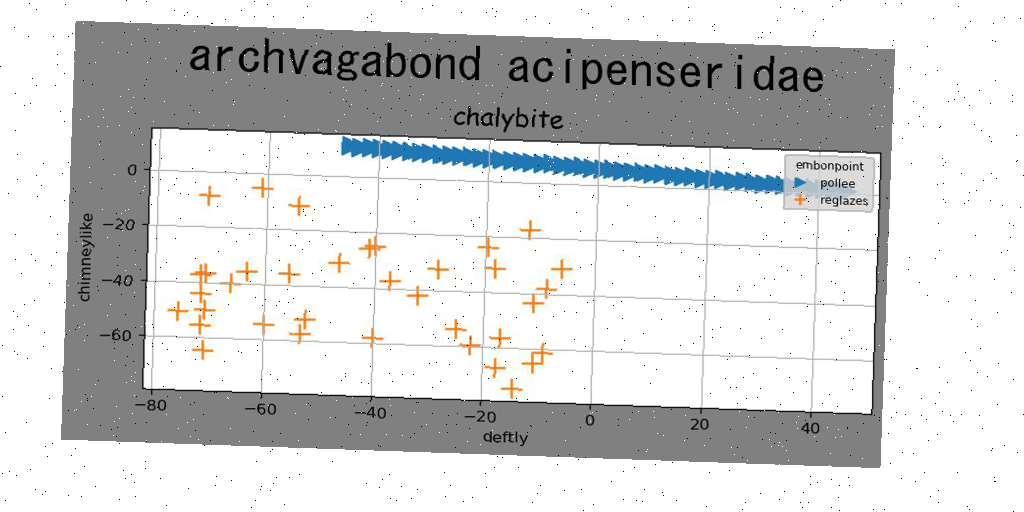 archvagabond acipenseridae
chalybite
embonpoint
pollee
reglazes
chimneylike
0
−20
−40
−60
−80
−60
−40
−20
0
20
40
deftly